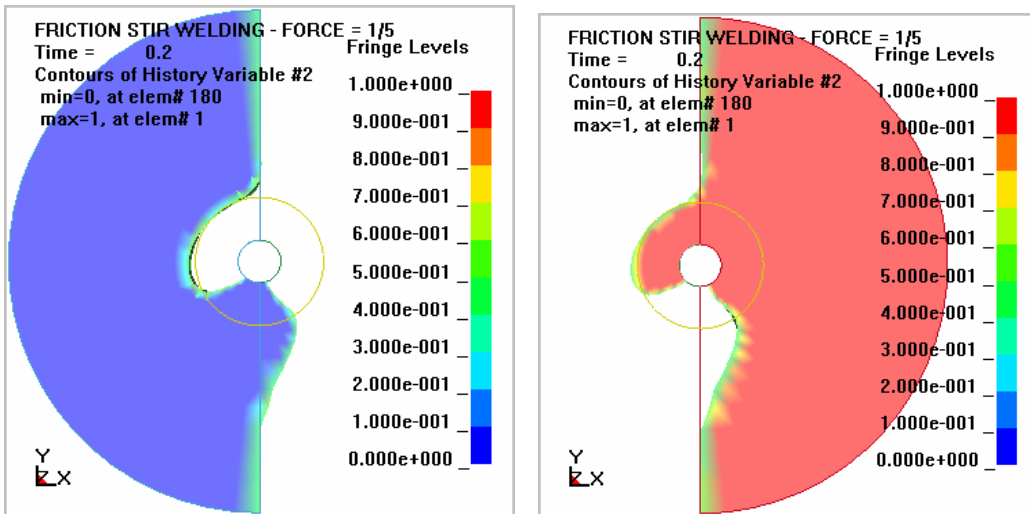 FRICTION STIR WELDING - FORCE = 1/5
Time = 0.2
Contours of History Variable #2
min=0, at elem# 180
max=1, at elem# 1
Fringe Levels
1.000e+000
9.000e-001
8.000e-001
7.000e-001
6.000e-001
5.000e-001
4.000e-001
3.000e-001
2.000e-001
1.000e-001
0.000e+000
Y
Z X
FRICTION STIR WELDING - FORCE = 1/5
Time = 0.2
Contours of History Variable #2
min=0, at elem# 180
max=1, at elem# 1
Fringe Levels
1.000e+000
9.000e-001
8.000e-001
7.000e-001
6.000e-001
5.000e-001
4.000e-001
3.000e-001
2.000e-001
1.000e-001
0.000e+000
Y
Z X